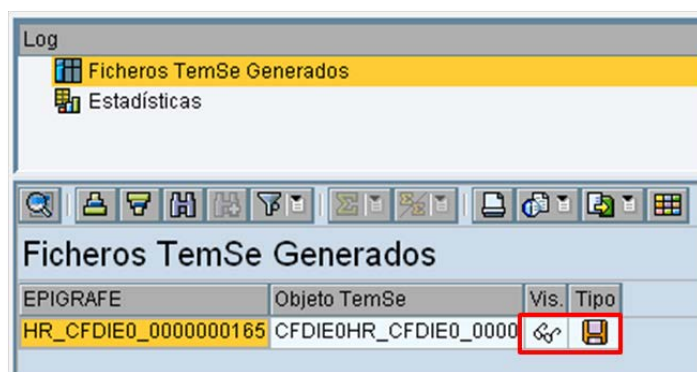 Log
Ficheros TemSe Generados
Estadísticas
Ficheros TemSe Generados
EPIGRAFE Objeto TemSe Vis. Tipo
HR_CFDIE0_0000000165 CFDIE0HR_CFDIE0_0000